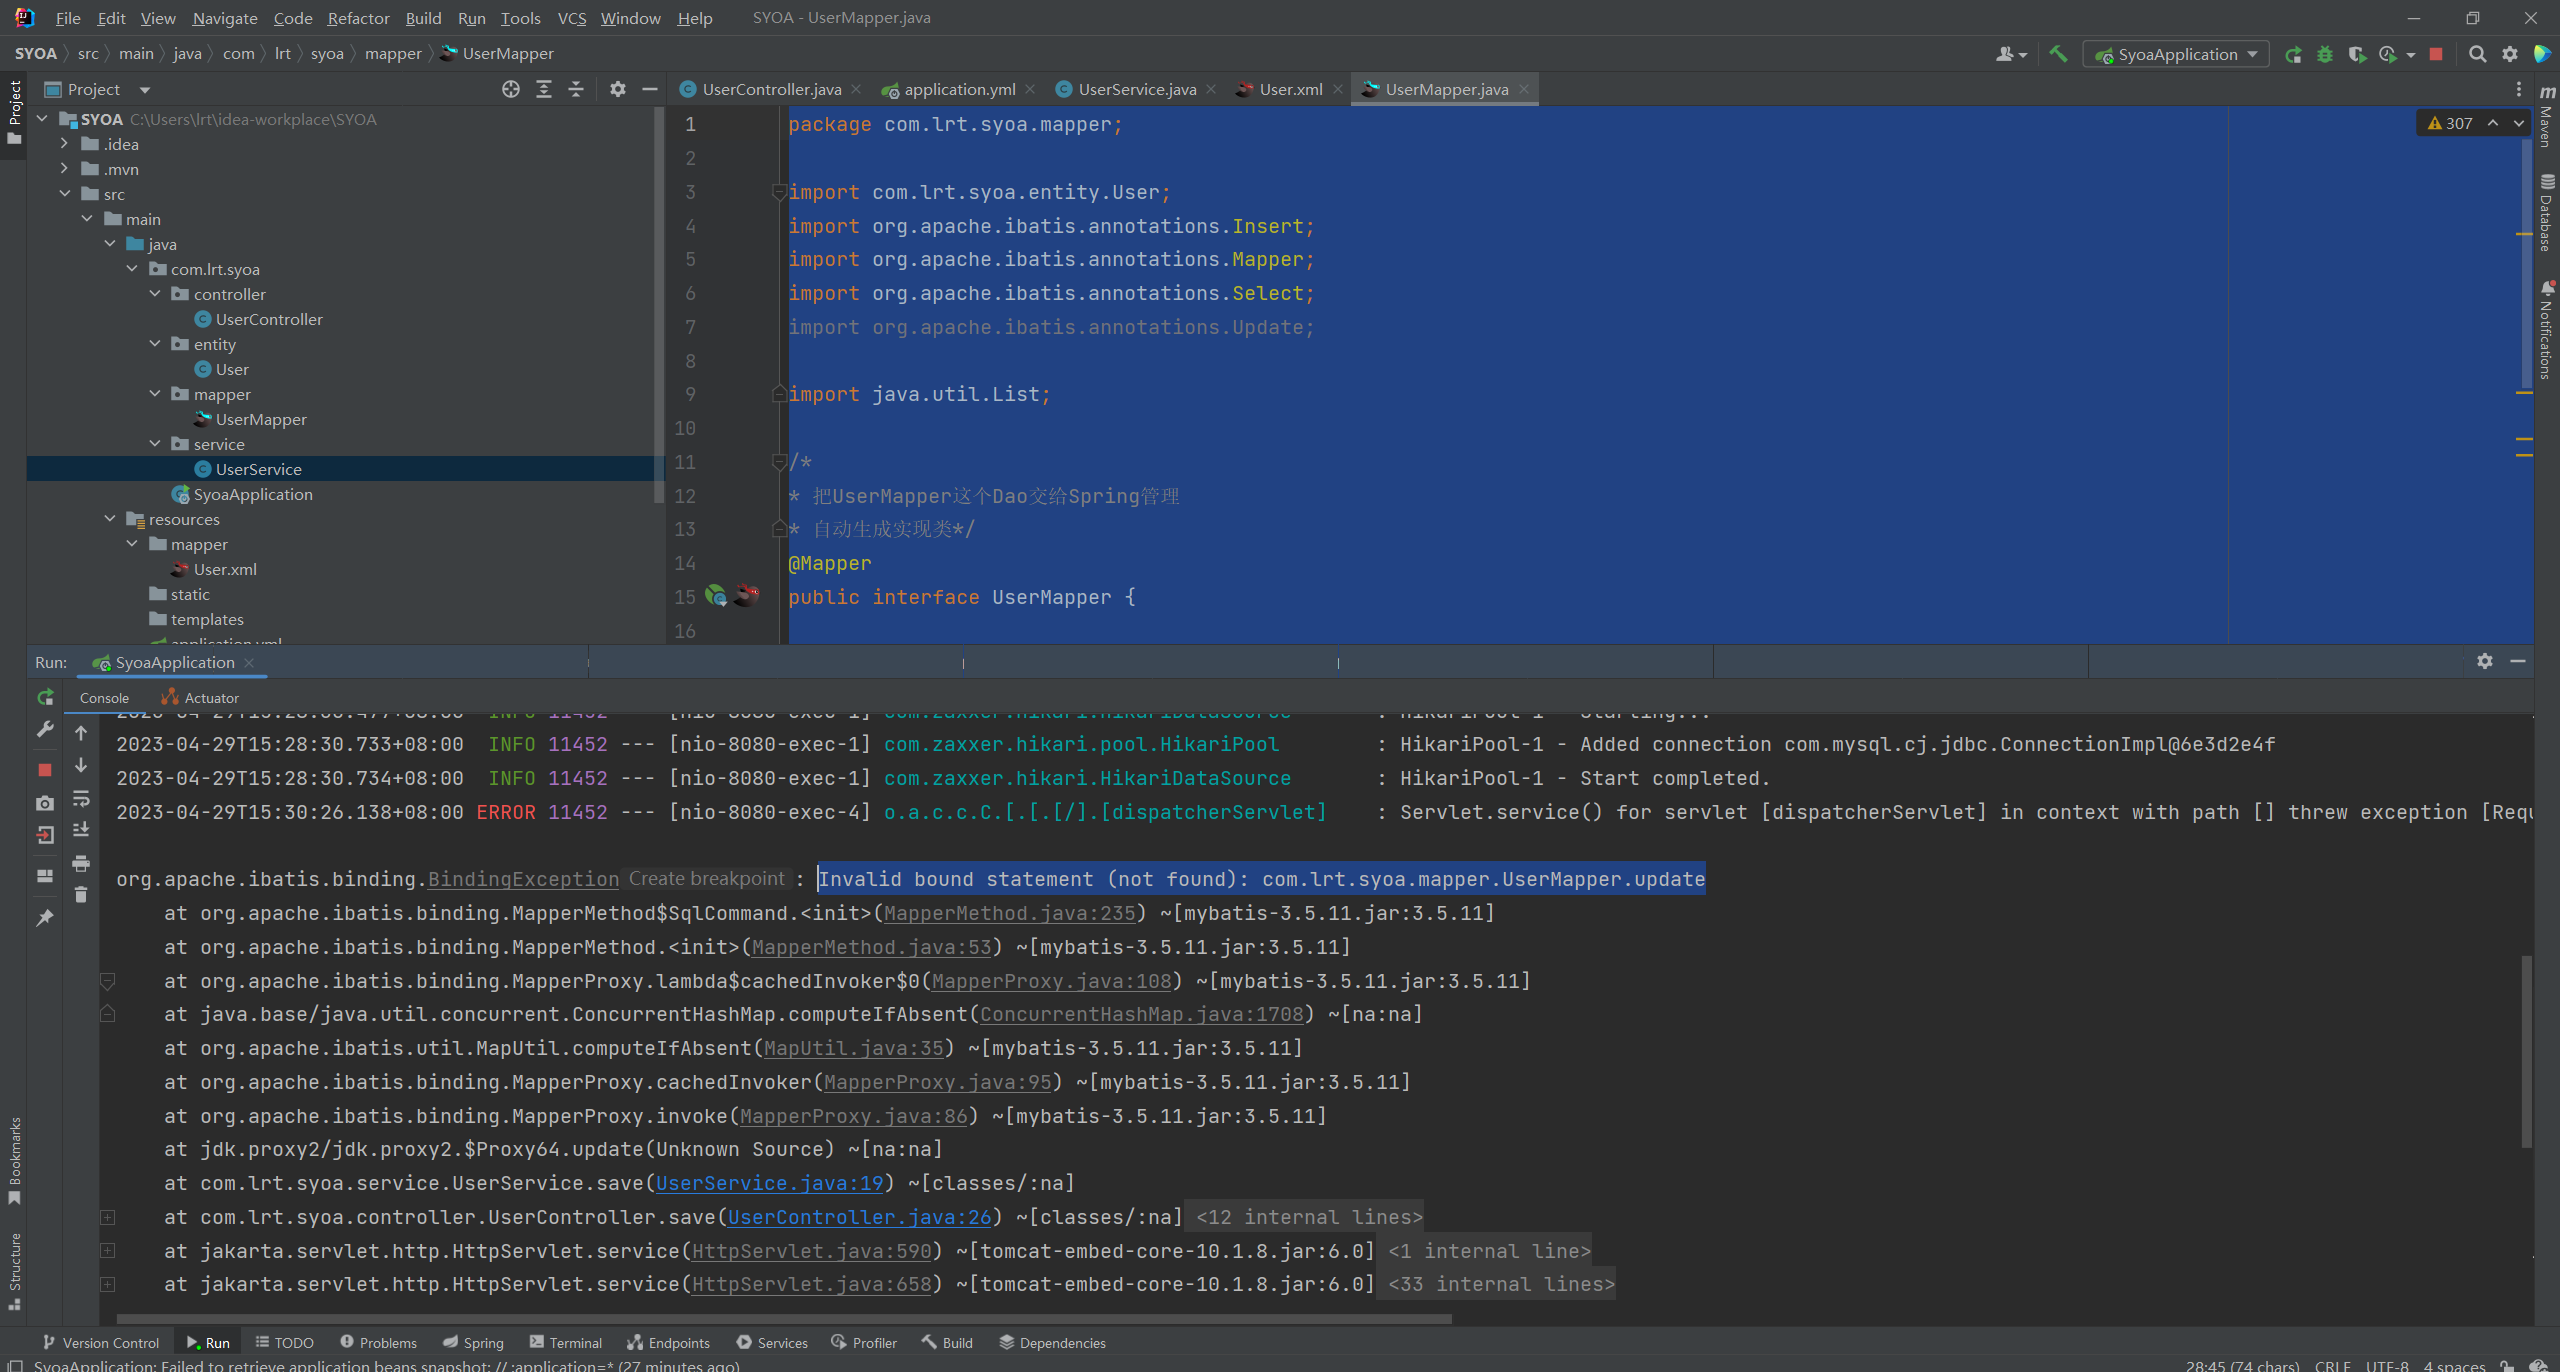 File Edit View Navigate Code Refactor Build Run Tools VCS Window Help SYOA - UserMapper.java
SYOA src main java com lrt syoa mapper UserMapper SyoaApplication
Project
UserController.java application.yml UserService.java User.xml UserMapper.java
SYOA C:\Users\lrt\idea-workplace\SYOA
.idea
.mvn
src
main
java
com.lrt.syoa
controller
UserController
entity
User
mapper
UserMapper
service
UserService
SyoaApplication
resources
mapper
User.xml
static
templates
application.yml
307
1 package com.lrt.syoa.mapper;
2
3 import com.lrt.syoa.entity.User;
4 import org.apache.ibatis.annotations.Insert;
5 import org.apache.ibatis.annotations.Mapper;
6 import org.apache.ibatis.annotations.Select;
7 import org.apache.ibatis.annotations.Update;
8
9 import java.util.List;
10
11 /*
12 * 把UserMapper这个Dao交给Spring管理
13 * 自动生成实现类*/
14 @Mapper
15 public interface UserMapper {
16
Project
Bookmarks
Structure
Maven
Database
Notifications
Run: SyoaApplication
Console Actuator
2023-04-29T15:28:30.477+08:00 INFO 11452 --- [nio-8080-exec-1] com.zaxxer.hikari.HikariDataSource : HikariPool-1 - Starting...
2023-04-29T15:28:30.733+08:00 INFO 11452 --- [nio-8080-exec-1] com.zaxxer.hikari.pool.HikariPool : HikariPool-1 - Added connection com.mysql.cj.jdbc.ConnectionImpl@6e3d2e4f
2023-04-29T15:28:30.734+08:00 INFO 11452 --- [nio-8080-exec-1] com.zaxxer.hikari.HikariDataSource : HikariPool-1 - Start completed.
2023-04-29T15:30:26.138+08:00 ERROR 11452 --- [nio-8080-exec-4] o.a.c.c.C.[.[.[/].[dispatcherServlet] : Servlet.service() for servlet [dispatcherServlet] in context with path [] threw exception [Requ
org.apache.ibatis.binding.BindingException Create breakpoint : Invalid bound statement (not found): com.lrt.syoa.mapper.UserMapper.update
at org.apache.ibatis.binding.MapperMethod$SqlCommand.<init>(MapperMethod.java:235) ~[mybatis-3.5.11.jar:3.5.11]
at org.apache.ibatis.binding.MapperMethod.<init>(MapperMethod.java:53) ~[mybatis-3.5.11.jar:3.5.11]
at org.apache.ibatis.binding.MapperProxy.lambda$cachedInvoker$0(MapperProxy.java:108) ~[mybatis-3.5.11.jar:3.5.11]
at java.base/java.util.concurrent.ConcurrentHashMap.computeIfAbsent(ConcurrentHashMap.java:1708) ~[na:na]
at org.apache.ibatis.util.MapUtil.computeIfAbsent(MapUtil.java:35) ~[mybatis-3.5.11.jar:3.5.11]
at org.apache.ibatis.binding.MapperProxy.cachedInvoker(MapperProxy.java:95) ~[mybatis-3.5.11.jar:3.5.11]
at org.apache.ibatis.binding.MapperProxy.invoke(MapperProxy.java:86) ~[mybatis-3.5.11.jar:3.5.11]
at jdk.proxy2/jdk.proxy2.$Proxy64.update(Unknown Source) ~[na:na]
at com.lrt.syoa.service.UserService.save(UserService.java:19) ~[classes/:na]
at com.lrt.syoa.controller.UserController.save(UserController.java:26) ~[classes/:na] <12 internal lines>
at jakarta.servlet.http.HttpServlet.service(HttpServlet.java:590) ~[tomcat-embed-core-10.1.8.jar:6.0] <1 internal line>
at jakarta.servlet.http.HttpServlet.service(HttpServlet.java:658) ~[tomcat-embed-core-10.1.8.jar:6.0] <33 internal lines>
Version Control Run TODO Problems Spring Terminal Endpoints Services Profiler Build Dependencies
SyoaApplication: Failed to retrieve application beans snapshot: // :application=* (27 minutes ago) 28:45 (74 chars) CRLF UTF-8 4 spaces